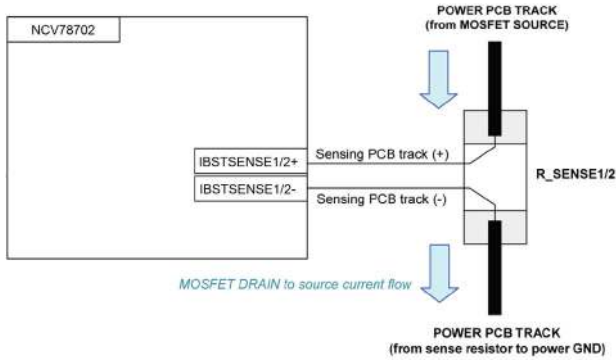 POWER PCB TRACK
(from MOSFET SOURCE)
NCV78702
IBSTSENSE1/2+
Sensing PCB track (+)
R_SENSE1/2
IBSTSENSE1/2-
Sensing PCB track (-)
MOSFET DRAIN to source current flow
POWER PCB TRACK
(from sense resistor to power GND)